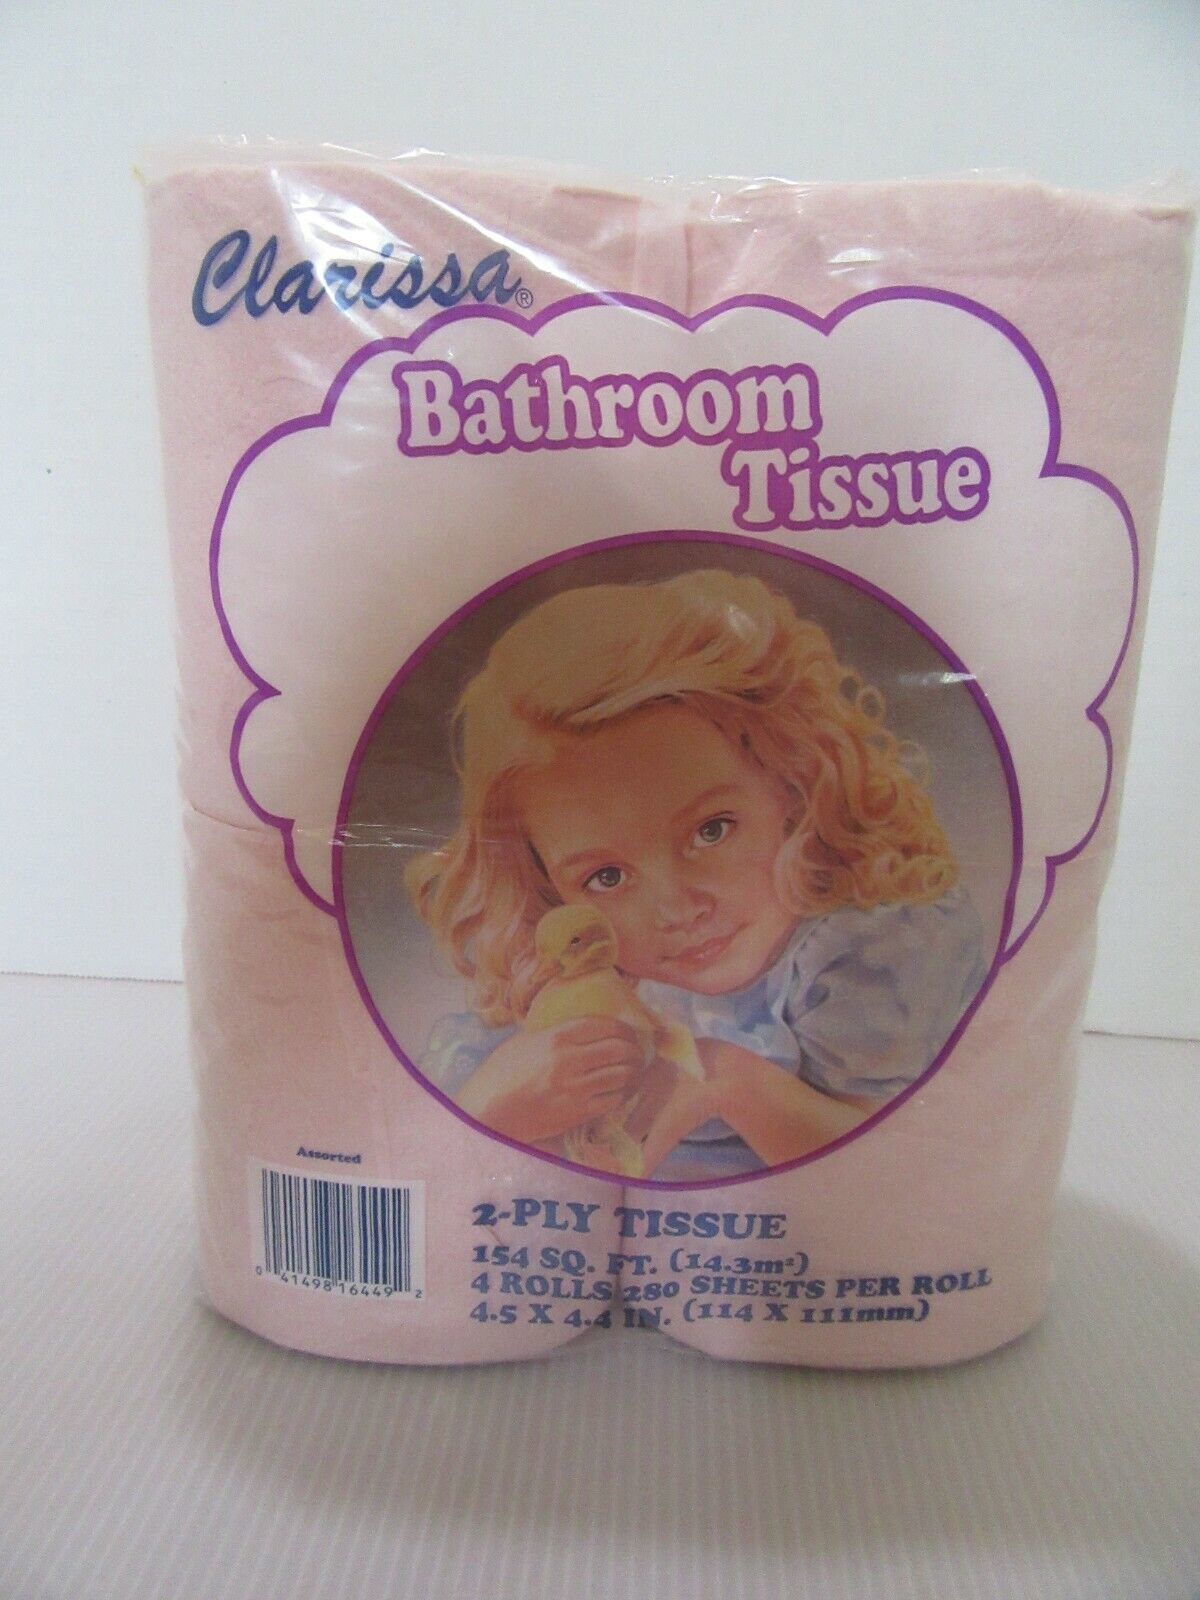 Clarissa®
Bathroom
Tissue
Assorted
0 41498 16449 2
2-PLY TISSUE
154 SQ. FT. (14.3m²)
4 ROLLS 280 SHEETS PER ROLL
4.5 X 4.4 IN. (114 X 111mm)